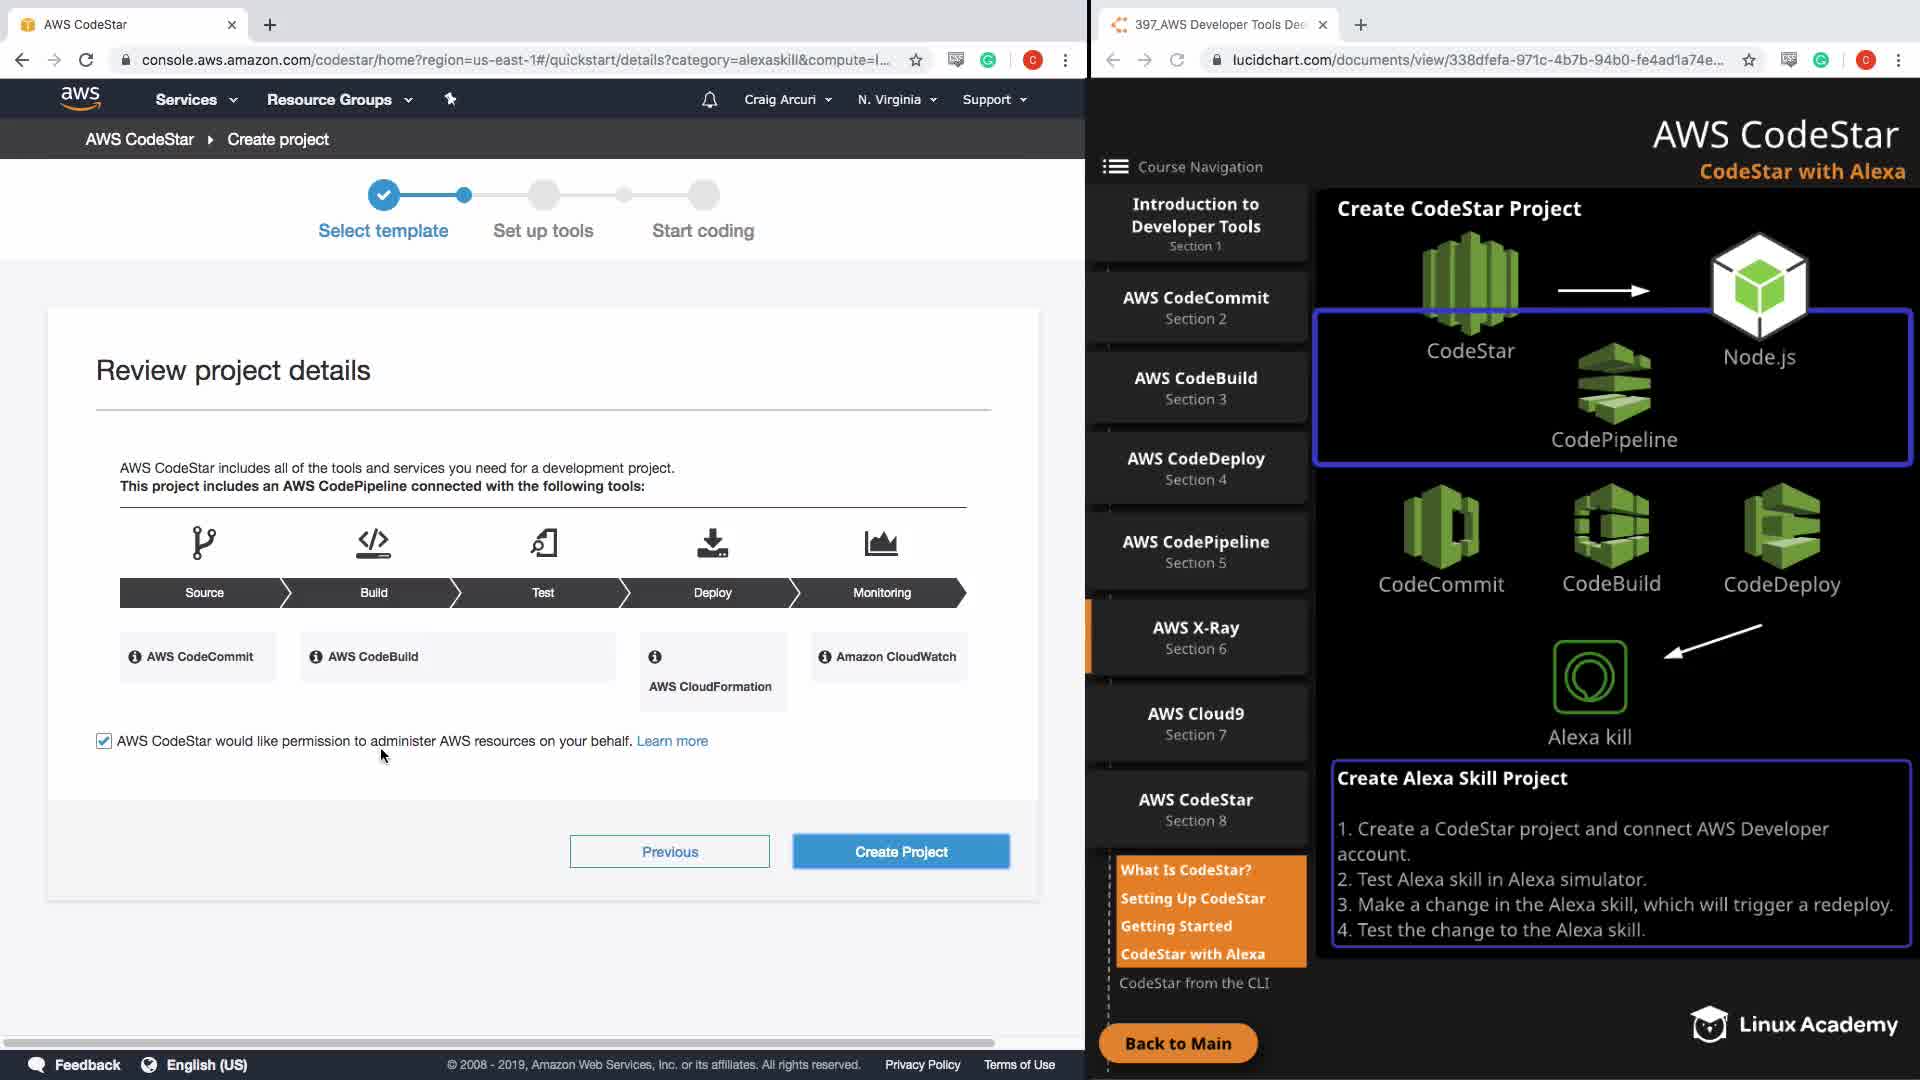 AWS CodeStar
console.aws.amazon.com/codestar/home?region=us-east-1#/quickstart/details?category=alexaskill&compute=l...
aws
Services
Resource Groups
Craig Arcuri
N. Virginia
Support
AWS CodeStar
Create project
Select template
Set up tools
Start coding
Review project details
AWS CodeStar includes all of the tools and services you need for a development project.
This project includes an AWS CodePipeline connected with the following tools:
Source
Build
Test
Deploy
Monitoring
AWS CodeCommit
AWS CodeBuild
AWS CloudFormation
Amazon CloudWatch
AWS CodeStar would like permission to administer AWS resources on your behalf. Learn more
Previous
Create Project
Feedback
English (US)
© 2008 - 2019, Amazon Web Services, Inc. or its affiliates. All rights reserved.
Privacy Policy
Terms of Use
397_AWS Developer Tools Dee
lucidchart.com/documents/view/338dfefa-971c-4b7b-94b0-fe4ad1a74e...
C
C
AWS CodeStar
CodeStar with Alexa
Course Navigation
Introduction to
Developer Tools
Section 1
AWS CodeCommit
Section 2
AWS CodeBuild
Section 3
AWS CodeDeploy
Section 4
AWS CodePipeline
Section 5
AWS X-Ray
Section 6
AWS Cloud9
Section 7
AWS CodeStar
Section 8
What Is CodeStar?
Setting Up CodeStar
Getting Started
CodeStar with Alexa
CodeStar from the CLI
Back to Main
Create CodeStar Project
CodeStar
Node.js
CodePipeline
CodeCommit
CodeBuild
CodeDeploy
Alexa kill
Create Alexa Skill Project
1. Create a CodeStar project and connect AWS Developer
account.
2. Test Alexa skill in Alexa simulator.
3. Make a change in the Alexa skill, which will trigger a redeploy.
4. Test the change to the Alexa skill.
Linux Academy